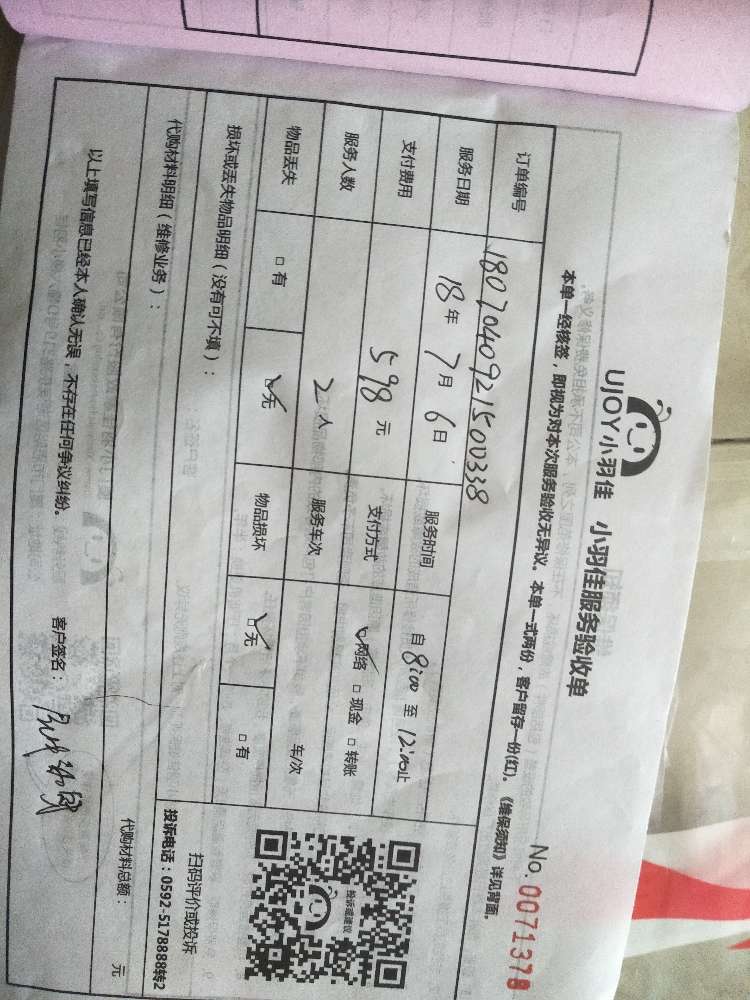 UJOY小羽佳 小羽佳服务验收单
No.0071378
本单一经核签，即视为对本次服务验收无异议。本单一式两份，客户留存一份(红)。《维保须知》详见背面。
订单编号 180704092150033８
服务日期 18年7月6日 服务时间 自8:00至12:00止
支付费用 598元 支付方式 ☑网络 □现金 □转账
服务人数 2人 服务车次 车/次
物品丢失 □有 ☑无 物品损坏 ☑无 □有
损坏或丢失物品明细（没有可不填）：
投诉建议
扫码评价或投诉
投诉电话：0592-5178888转2
代购材料明细（维修业务）：
代购材料总额： 元
以上填写信息已经本人确认无误，不存在任何争议纠纷。 客户签名：